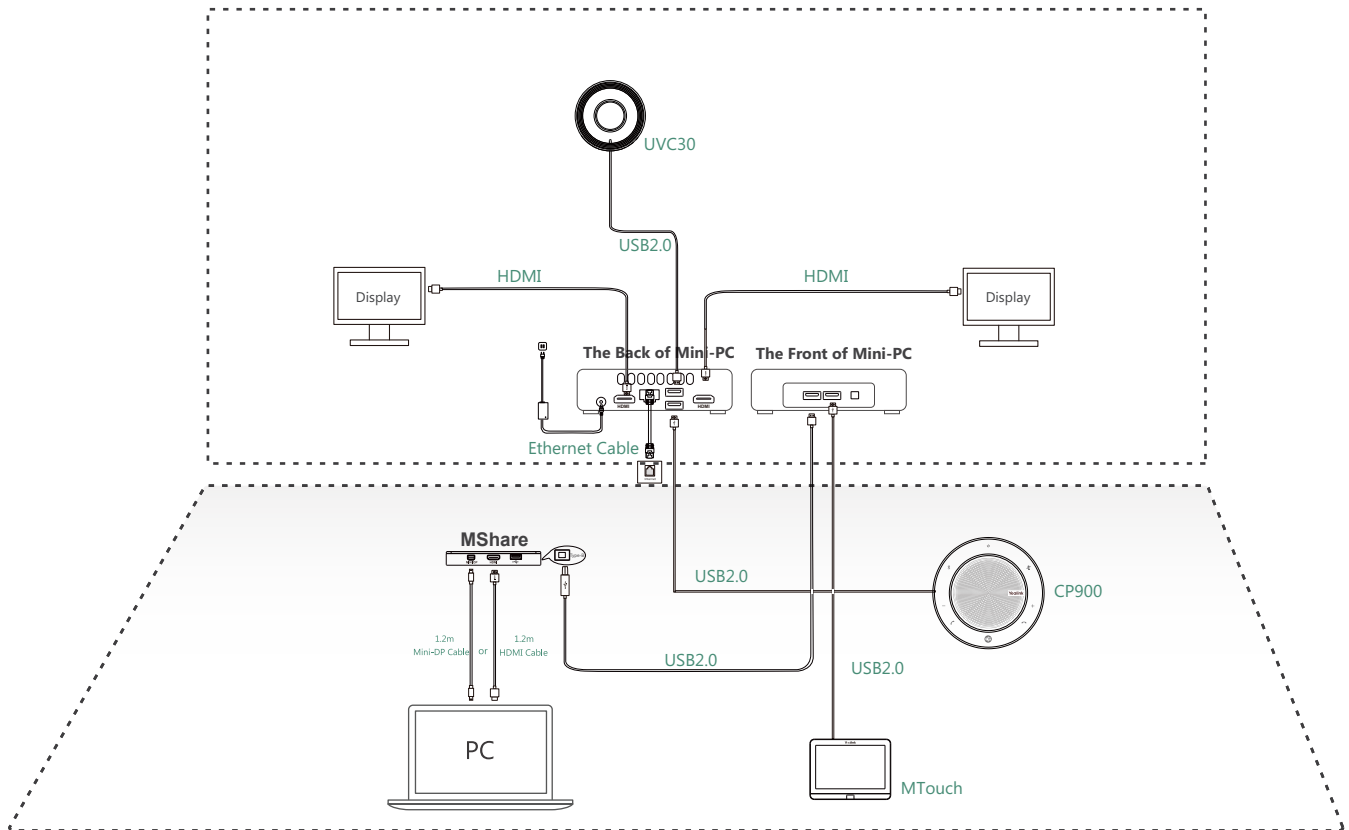 UVC30
USB2.0
HDMI
HDMI
Display
Display
The Back of Mini-PC
The Front of Mini-PC
HDMI
HDMI
Ethernet Cable
MShare
USB2.0
Yealink
CP900
1.2m
Mini-DP Cable
or
1.2m
HDMI Cable
USB2.0
USB2.0
PC
MTouch